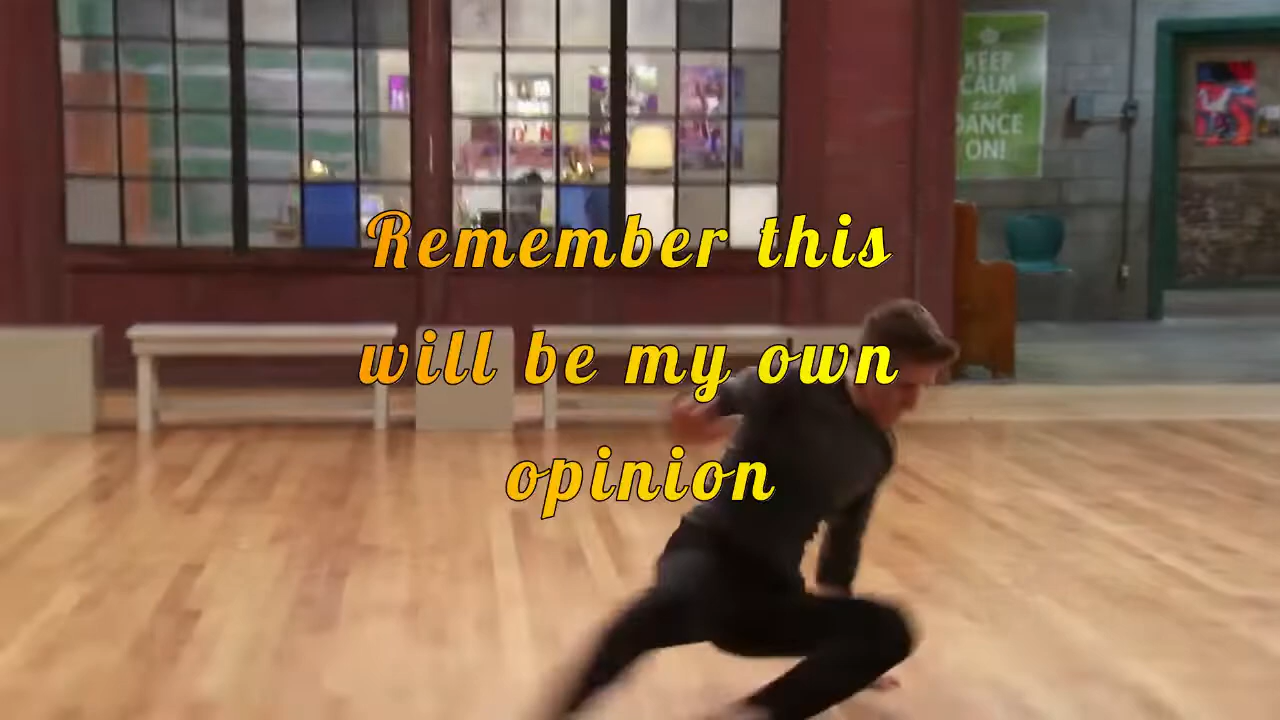 KEEP
CALM
and
DANCE
ON!
Remember this
will be my own
opinion